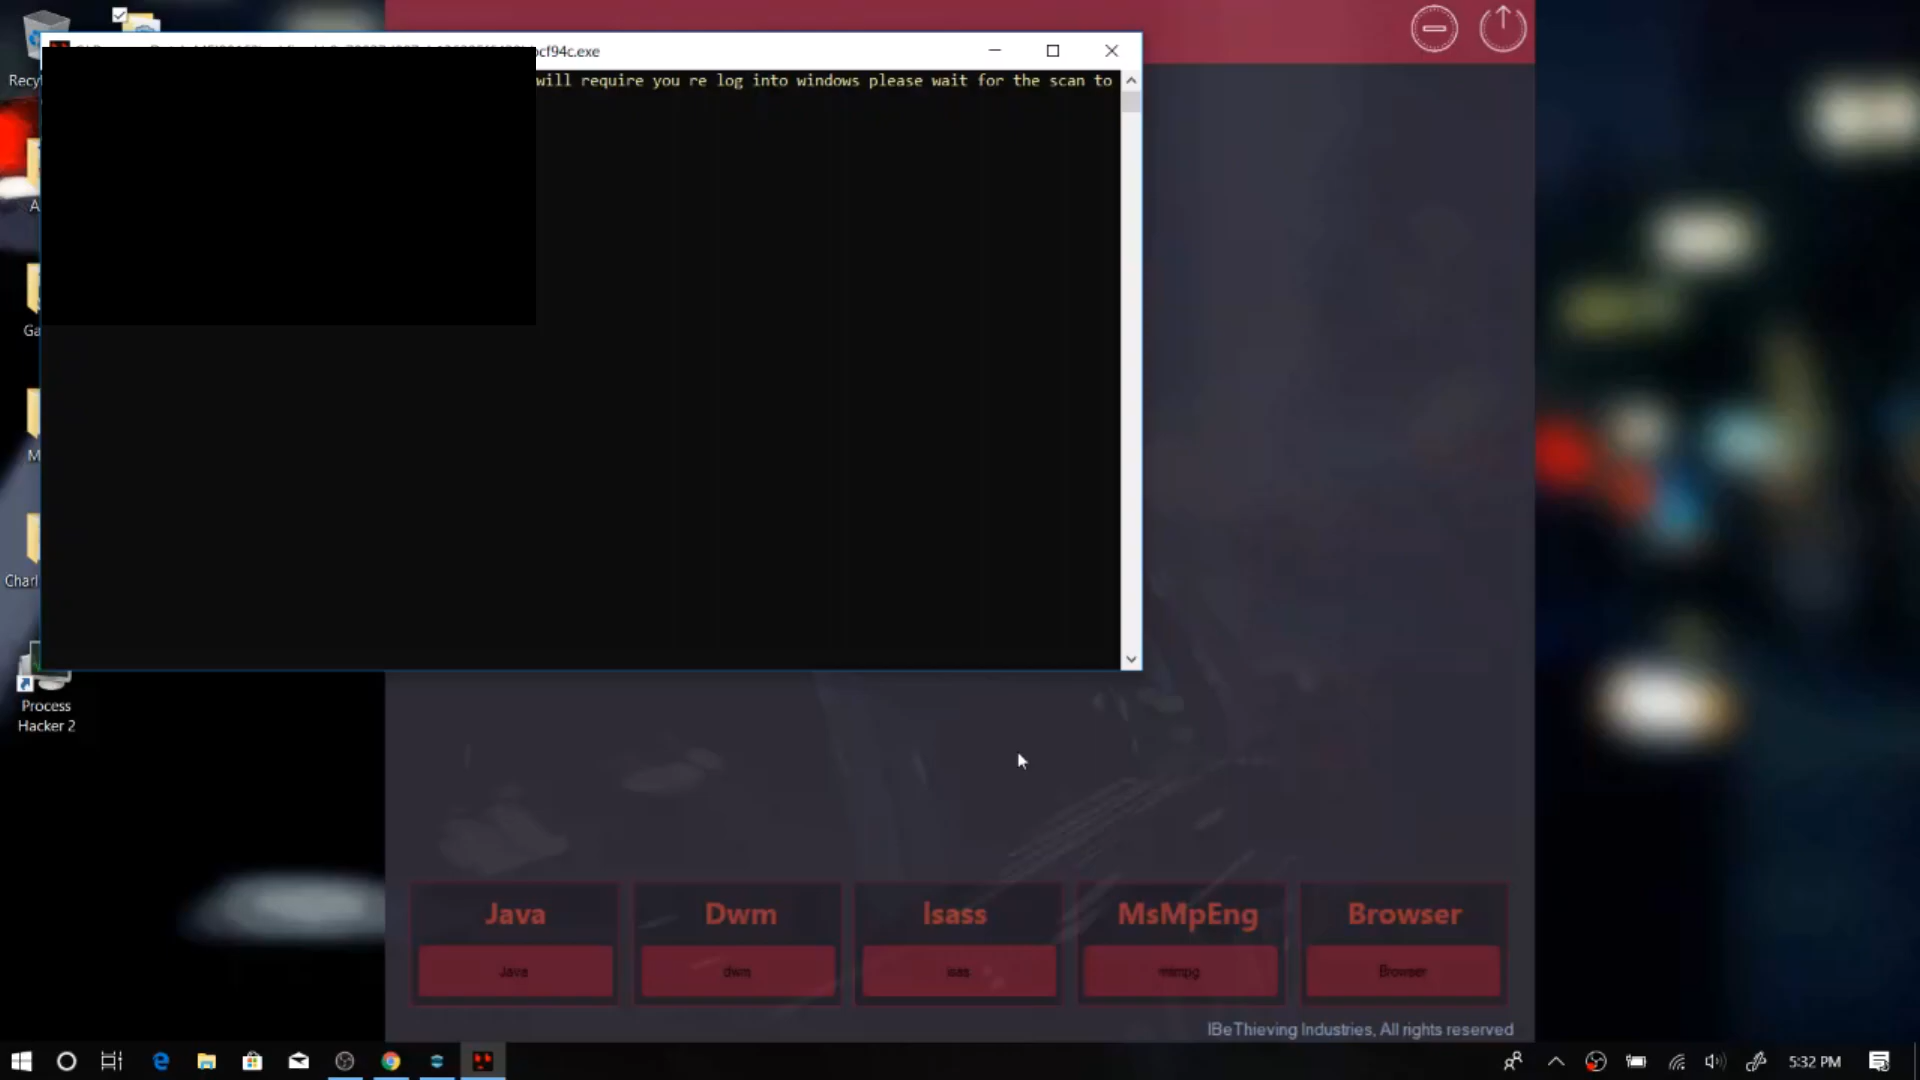 Recy
cf94c.exe
will require you re log into windows please wait for the scan to
A
Ga
M
Charl
Process
Hacker 2
Java
Dwm
lsass
MsMpEng
Browser
Java
dwm
Browser
IBeThieving Industries, All rights reserved
5:32 PM